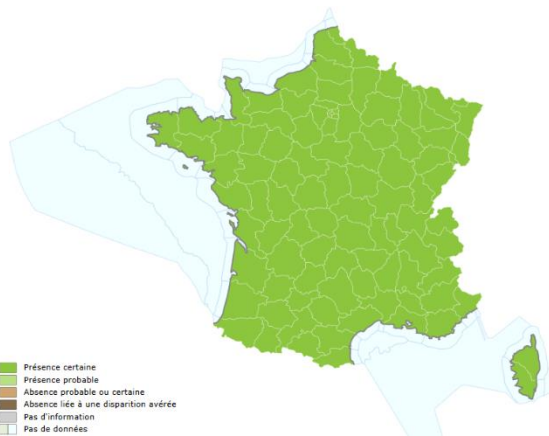 Présence certaine
Présence probable
Absence probable ou certaine
Absence liée à une disparition avérée
Pas d'information
Pas de données